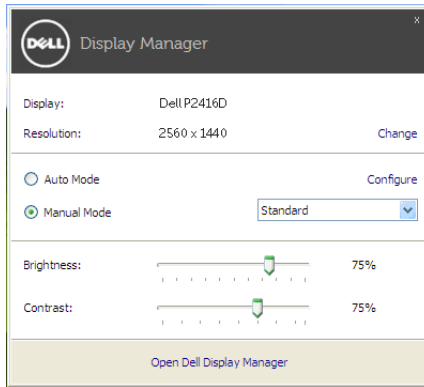 x
DELL Display Manager
Display: Dell P2416D
Resolution: 2560 x 1440 Change
Auto Mode Configure
Manual Mode Standard
Brightness: 75%
Contrast: 75%
Open Dell Display Manager